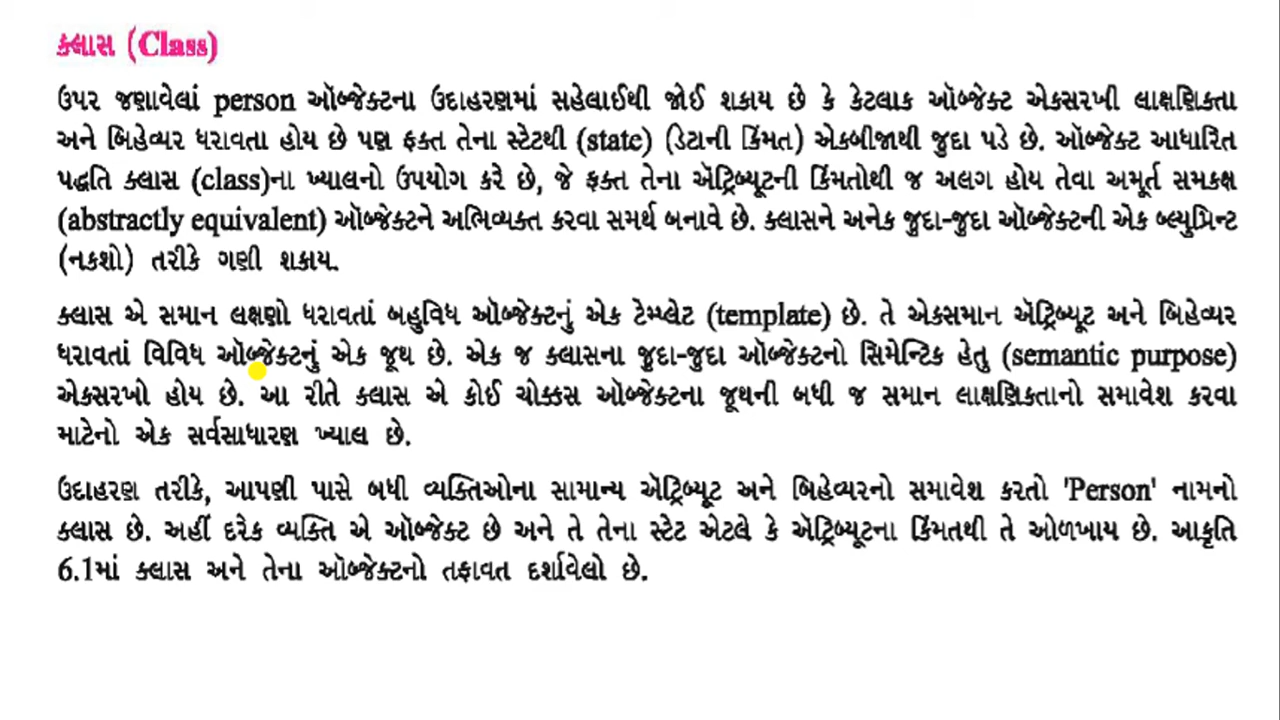 ક્લાસ (Class)
ઉપર જણાવેલાં person ઑબ્જેક્ટના ઉદાહરણમાં સહેલાઈથી જોઈ શકાય છે કે કેટલાક ઑબ્જેક્ટ એકસરખી લાક્ષણિકતા
અને બિહેવ્યર ધરાવતા હોય છે પણ ફક્ત તેના સ્ટેટથી (state) (ડેટાની કિંમત) એકબીજાથી જુદા પડે છે. ઑબ્જેક્ટ આધારિત
પદ્ધતિ ક્લાસ (class)ના ખ્યાલનો ઉપયોગ કરે છે, જે ફક્ત તેના ઍટ્રિબ્યૂટની કિંમતોથી જ અલગ હોય તેવા અમૂર્ત સમકક્ષ
(abstractly equivalent) ઑબ્જેક્ટને અભિવ્યક્ત કરવા સમર્થ બનાવે છે. ક્લાસને અનેક જુદા-જુદા ઑબ્જેક્ટની એક બ્લ્યુપ્રિન્ટ
(નકશો) તરીકે ગણી શકાય.
ક્લાસ એ સમાન લક્ષણો ધરાવતાં બહુવિધ ઑબ્જેક્ટનું એક ટેમ્પ્લેટ (template) છે. તે એકસમાન ઍટ્રિબ્યૂટ અને બિહેવ્યર
ધરાવતાં વિવિધ ઑબ્જેક્ટનું એક જૂથ છે. એક જ ક્લાસના જુદા-જુદા ઑબ્જેક્ટનો સિમેન્ટિક હેતુ (semantic purpose)
એકસરખો હોય છે. આ રીતે ક્લાસ એ કોઈ ચોક્કસ ઑબ્જેક્ટના જૂથની બધી જ સમાન લાક્ષણિકતાનો સમાવેશ કરવા
માટેનો એક સર્વસાધારણ ખ્યાલ છે.
ઉદાહરણ તરીકે, આપણી પાસે બધી વ્યક્તિઓના સામાન્ય ઍટ્રિબ્યૂટ અને બિહેવ્યરનો સમાવેશ કરતો 'Person' નામનો
ક્લાસ છે. અહીં દરેક વ્યક્તિ એ ઑબ્જેક્ટ છે અને તે તેના સ્ટેટ એટલે કે ઍટ્રિબ્યૂટના કિંમતથી તે ઓળખાય છે. આકૃતિ
6.1માં ક્લાસ અને તેના ઑબ્જેક્ટનો તફાવત દર્શાવેલો છે.